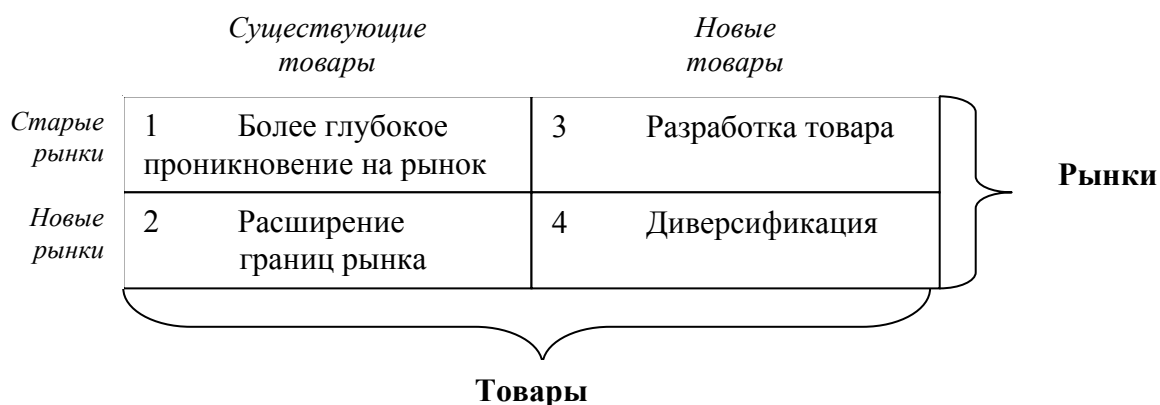 Существующие
товары
Новые
товары
Старые
рынки
1 Более глубокое
проникновение на рынок
3 Разработка товара
Рынки
Новые
рынки
2 Расширение
границ рынка
4 Диверсификация
Товары